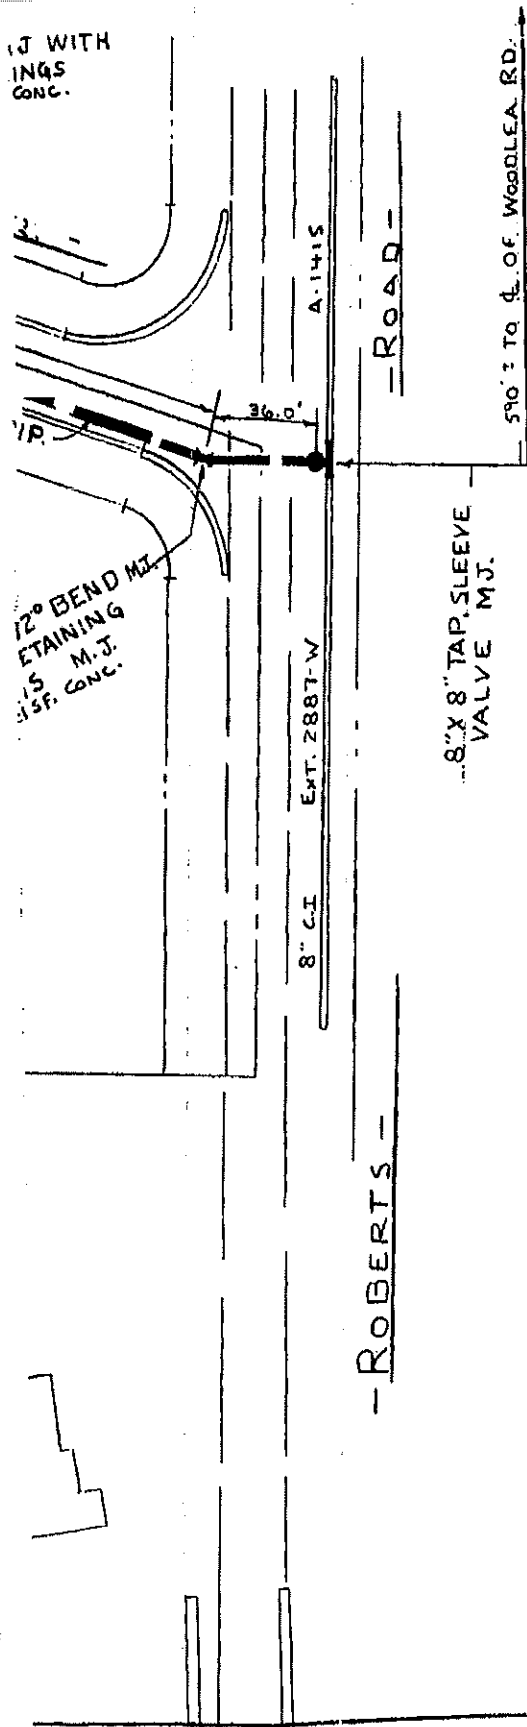 J WITH
INGS
CONC.
I.P.
36.0'
A-1415
- ROAD -
590' ± TO ℄ OF WOODLEA RD.
12° BEND M.J.
ETAINING
M.J.
CONC.
8" C.I. EXT. 2887-W
8" X 8" TAP. SLEEVE
VALVE M.J.
- ROBERTS -